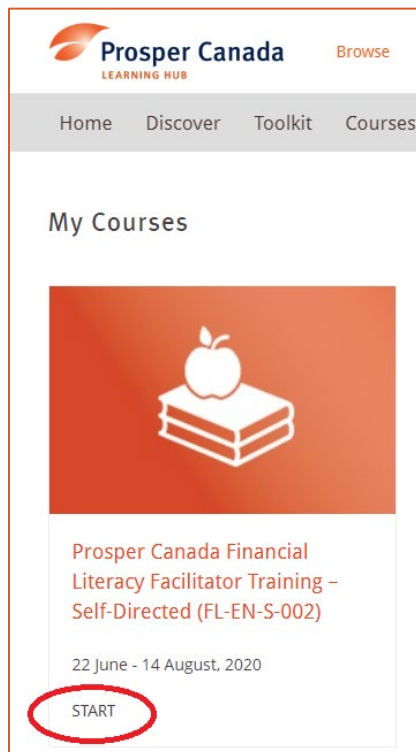 Prosper Canada
LEARNING HUB
Browse
Home Discover Toolkit Courses
My Courses
Prosper Canada Financial
Literacy Facilitator Training –
Self-Directed (FL-EN-S-002)
22 June - 14 August, 2020
START